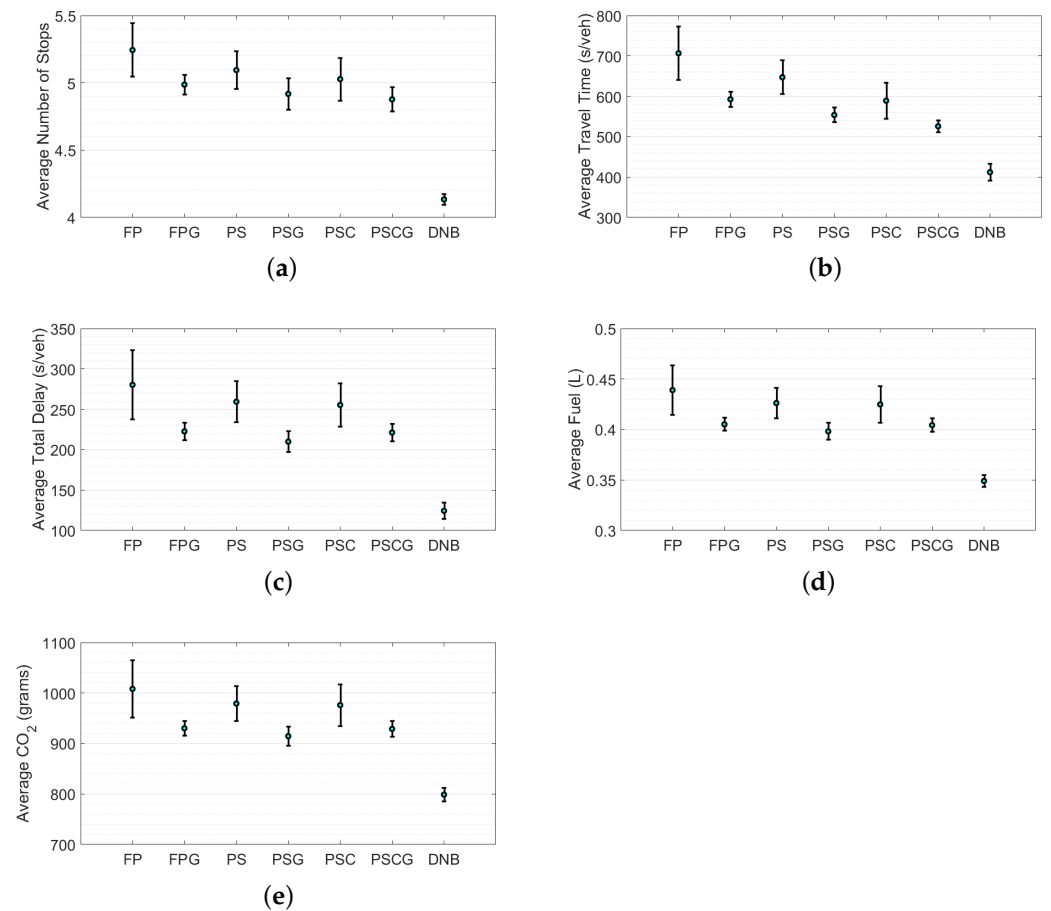 Average Number of Stops
5.5
5
4.5
4
FP FPG PS PSG PSC PSCG DNB
(a)
Average Travel Time (s/veh)
800
700
600
500
400
300
FP FPG PS PSG PSC PSCG DNB
(b)
Average Total Delay (s/veh)
350
300
250
200
150
100
FP FPG PS PSG PSC PSCG DNB
(c)
Average Fuel (L)
0.5
0.45
0.4
0.35
0.3
FP FPG PS PSG PSC PSCG DNB
(d)
Average CO2 (grams)
1100
1000
900
800
700
FP FPG PS PSG PSC PSCG DNB
(e)